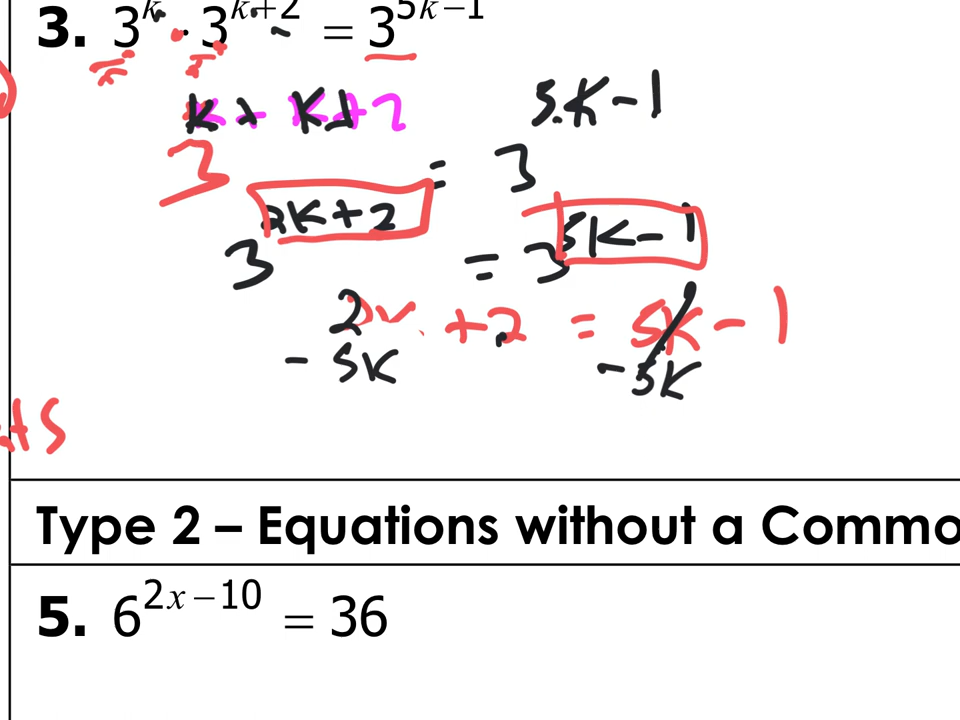 3. 3^k · 3^{k+2} = 3^{5k−1}
k + k + 2 5k − 1
3 = 3
3^{2k+2} = 3^{5k−1}
2k + 2 = 5k − 1
− 5k − 5k
Type 2 – Equations without a
5. 6^{2x−10} = 36